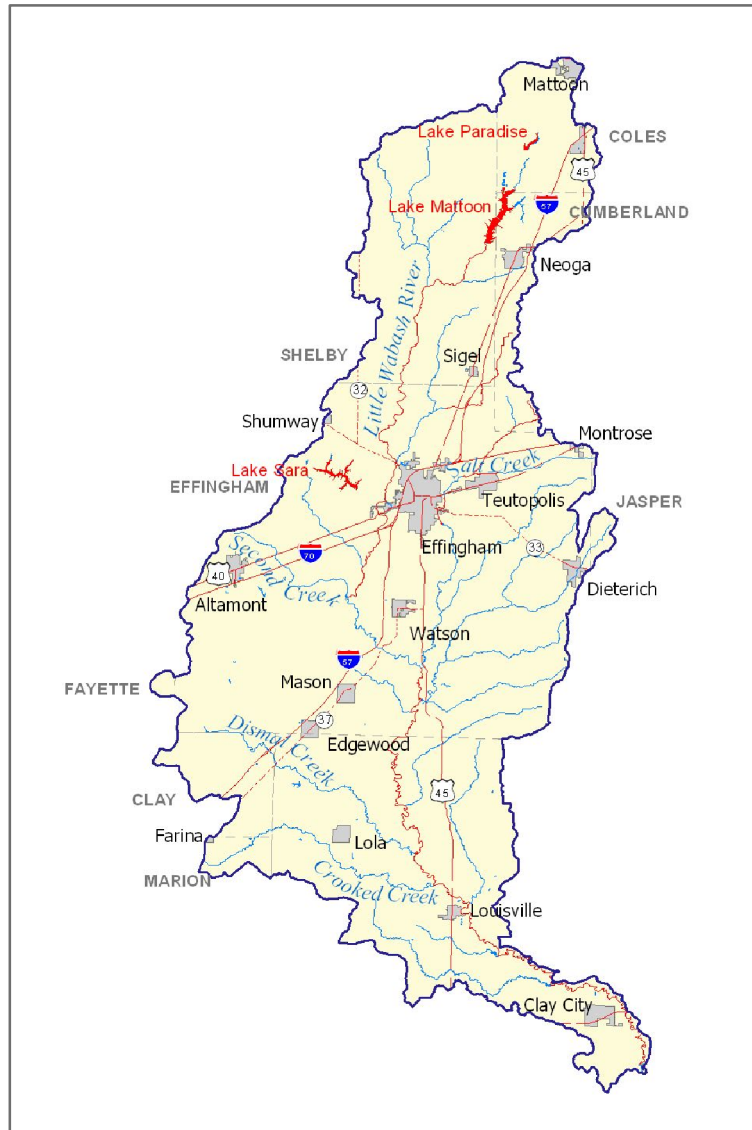 Mattoon
Lake Paradise
COLES
45
Lake Mattoon
57
CUMBERLAND
Neoga
Little Wabash River
SHELBY
Sigel
32
Shumway
Montrose
Lake Sara
Salt Creek
EFFINGHAM
Teutopolis
JASPER
Effingham
33
70
Second Creek
40
Dieterich
Altamont
Watson
57
Mason
FAYETTE
37
Dismal Creek
Edgewood
45
CLAY
Farina
Lola
MARION
Crooked Creek
Louisville
Clay City